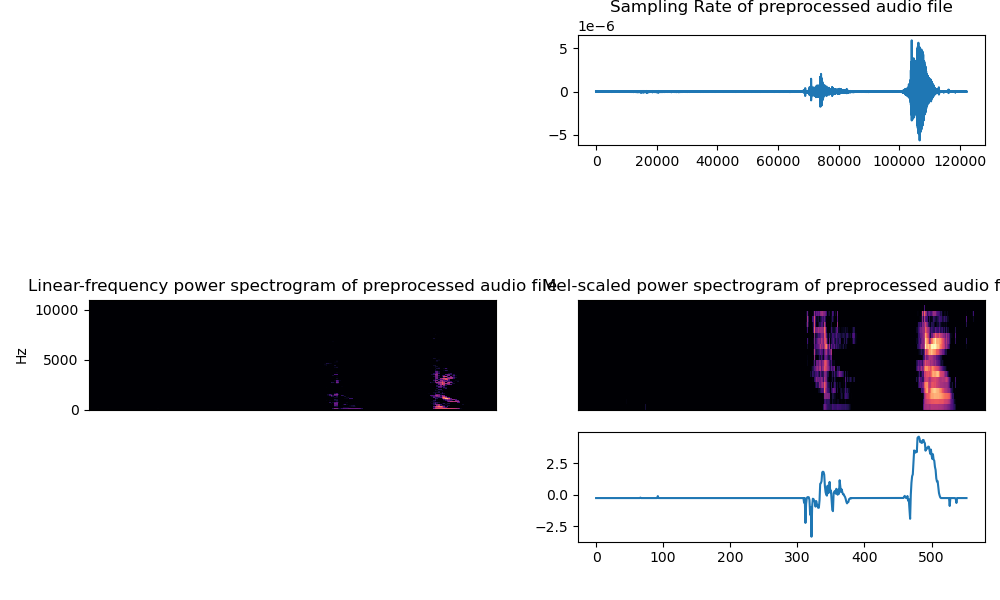 Sampling Rate of preprocessed audio file
1e−6
5
0
−5
0 20000 40000 60000 80000 100000 120000
Linear-frequency power spectrogram of preprocessed audio file
Mel-scaled power spectrogram of preprocessed audio f
10000
5000
0
Hz
2.5
0.0
−2.5
0 100 200 300 400 500